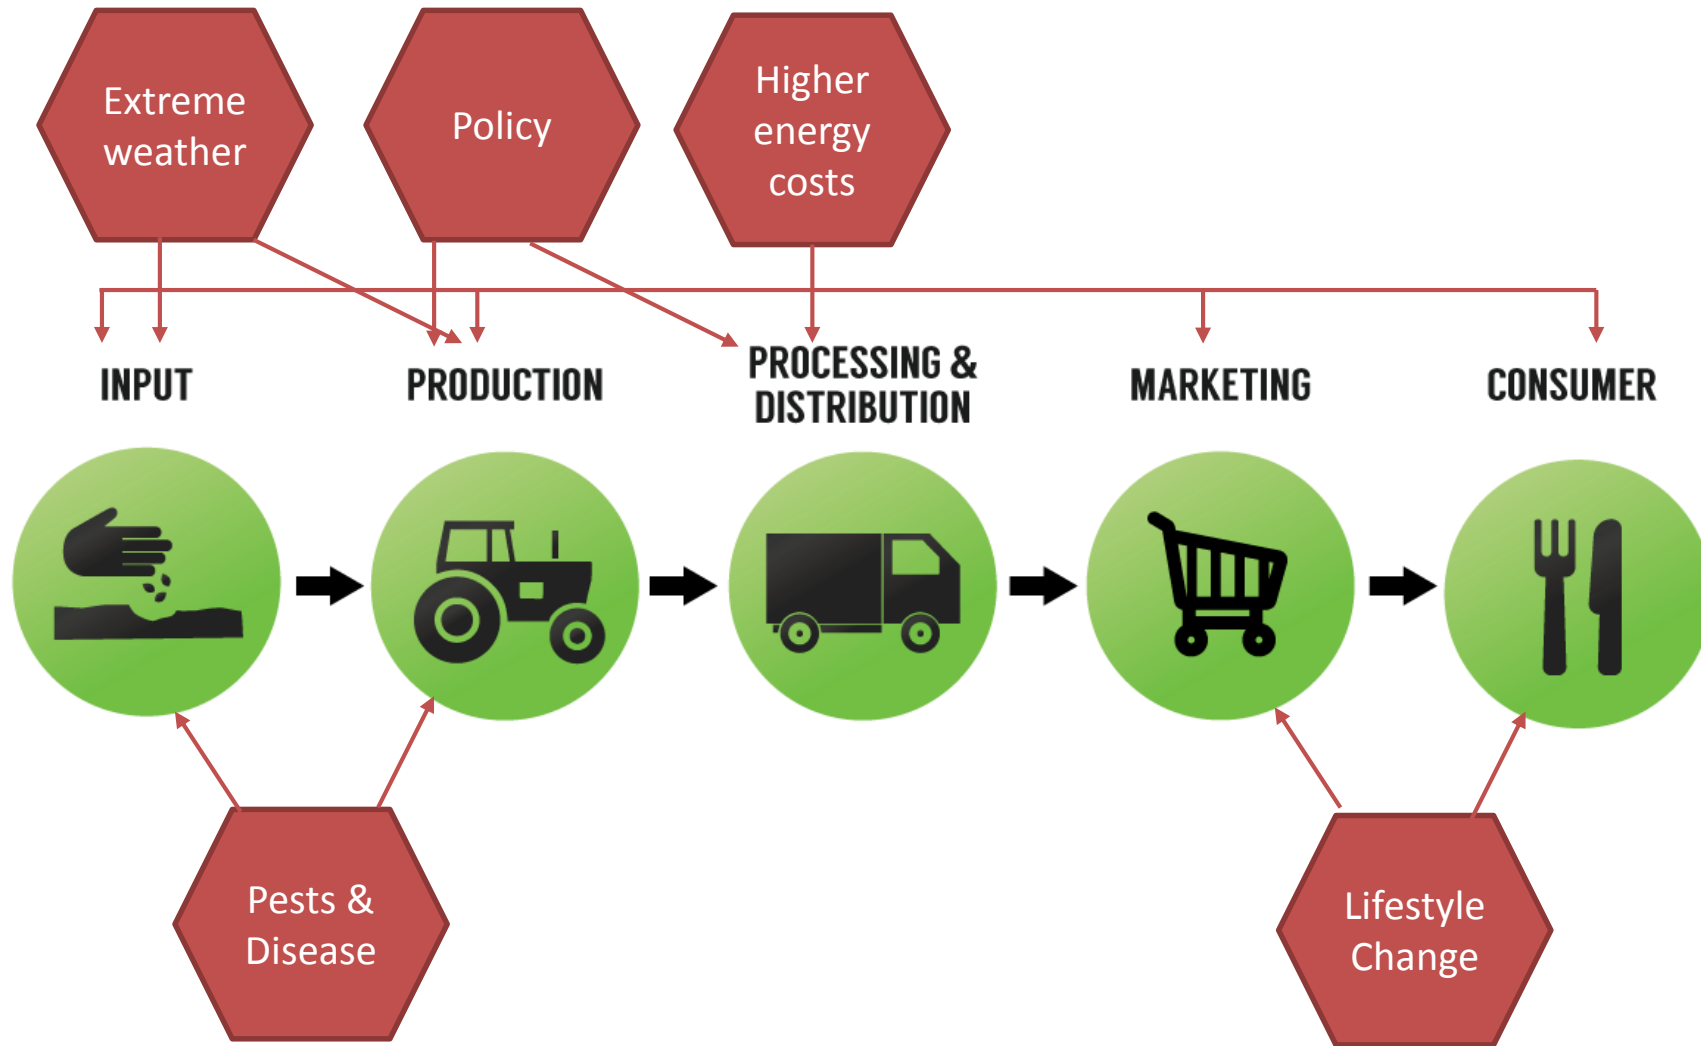 Extreme
weather
Policy
Higher
energy
costs
INPUT
PRODUCTION
PROCESSING &
DISTRIBUTION
MARKETING
CONSUMER
Pests &
Disease
Lifestyle
Change